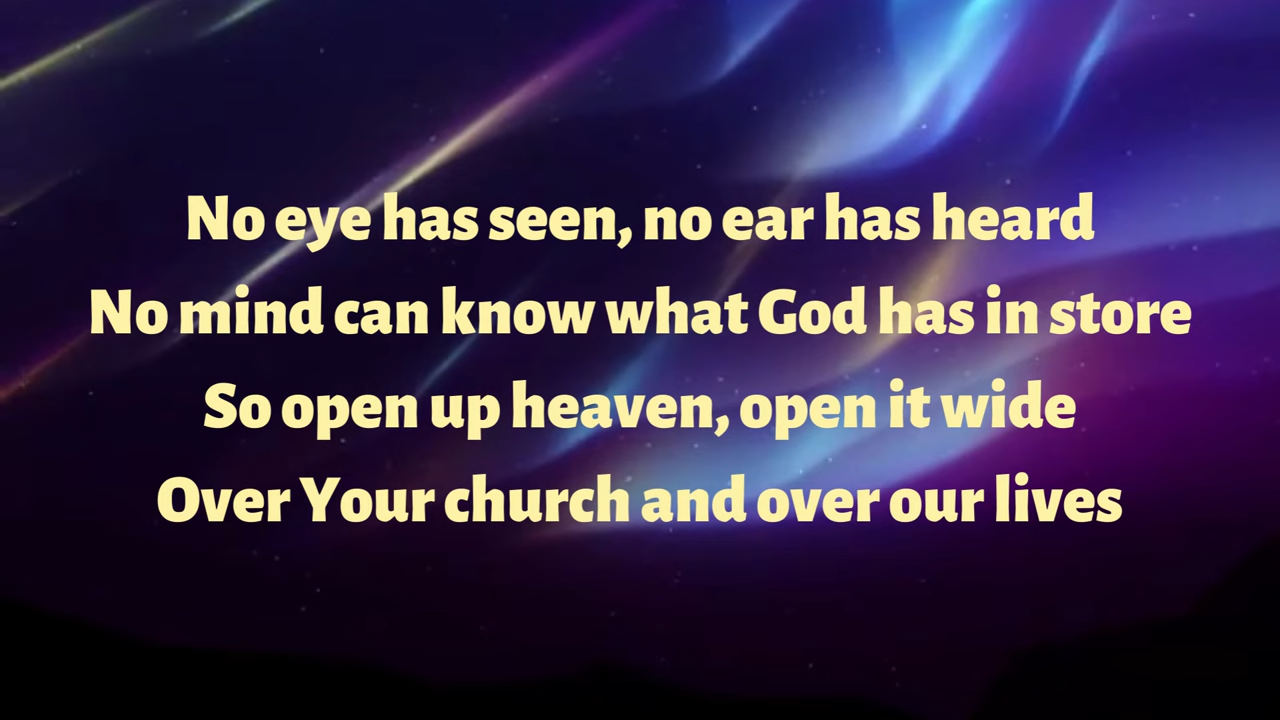 No eye has seen, no ear has heard
No mind can know what God has in store
So open up heaven, open it wide
Over Your church and over our lives